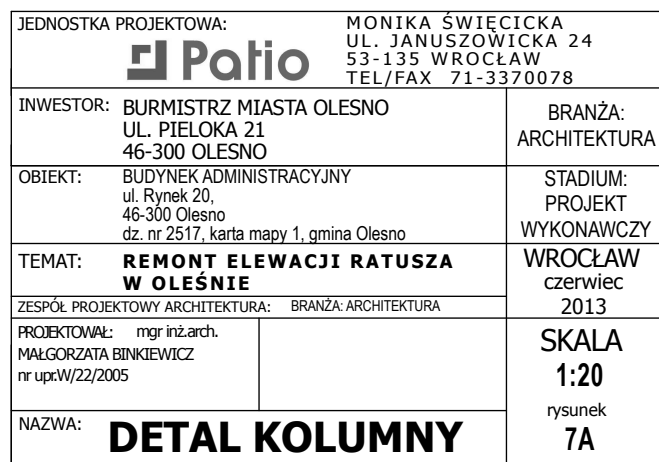 JEDNOSTKA PROJEKTOWA:
Patio
MONIKA ŚWIĘCICKA
UL. JANUSZOWICKA 24
53-135 WROCŁAW
TEL/FAX 71-3370078
INWESTOR: BURMISTRZ MIASTA OLESNO
UL. PIELOKA 21
46-300 OLESNO
BRANŻA:
ARCHITEKTURA
OBIEKT: BUDYNEK ADMINISTRACYJNY
ul. Rynek 20,
46-300 Olesno
dz. nr 2517, karta mapy 1, gmina Olesno
STADIUM:
PROJEKT
WYKONAWCZY
TEMAT: REMONT ELEWACJI RATUSZA
W OLEŚNIE
WROCŁAW
czerwiec
2013
ZESPÓŁ PROJEKTOWY ARCHITEKTURA: BRANŻA: ARCHITEKTURA
PROJEKTOWAŁ: mgr inż.arch.
MAŁGORZATA BINKIEWICZ
nr upr.W/22/2005
SKALA
1:20
rysunek
7A
NAZWA: DETAL KOLUMNY